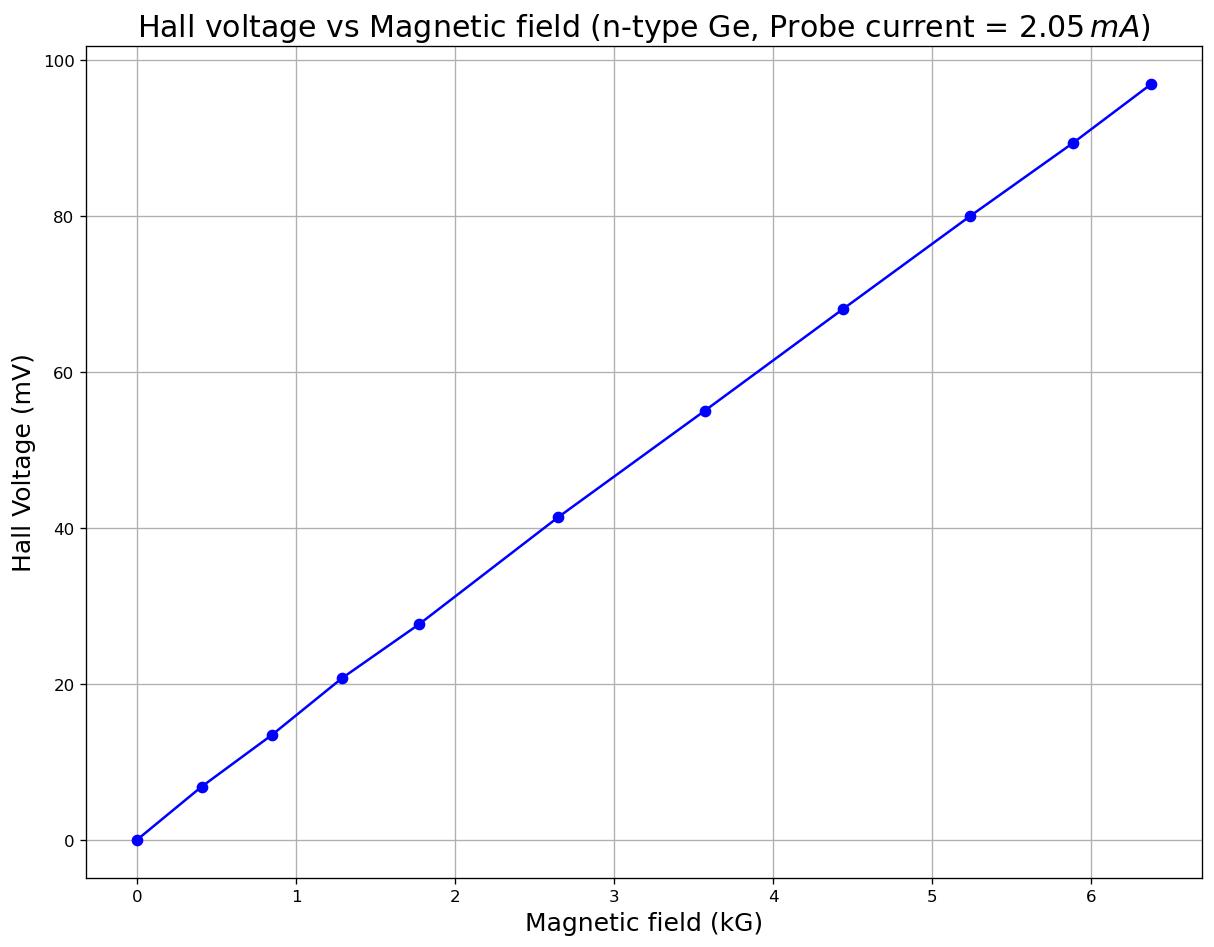 Hall voltage vs Magnetic field (n-type Ge, Probe current = 2.05 mA)
100
80
60
40
20
0
Hall Voltage (mV)
0 1 2 3 4 5 6
Magnetic field (kG)